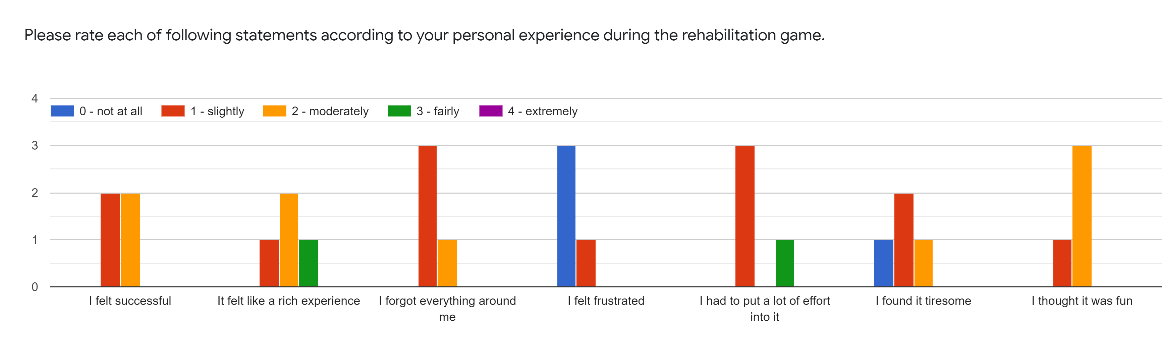 Please rate each of following statements according to your personal experience during the rehabilitation game.
4
0 - not at all 1 - slightly 2 - moderately 3 - fairly 4 - extremely
3
2
1
0
I felt successful It felt like a rich experience I forgot everything around I felt frustrated I had to put a lot of effort I found it tiresome I thought it was fun
me into it